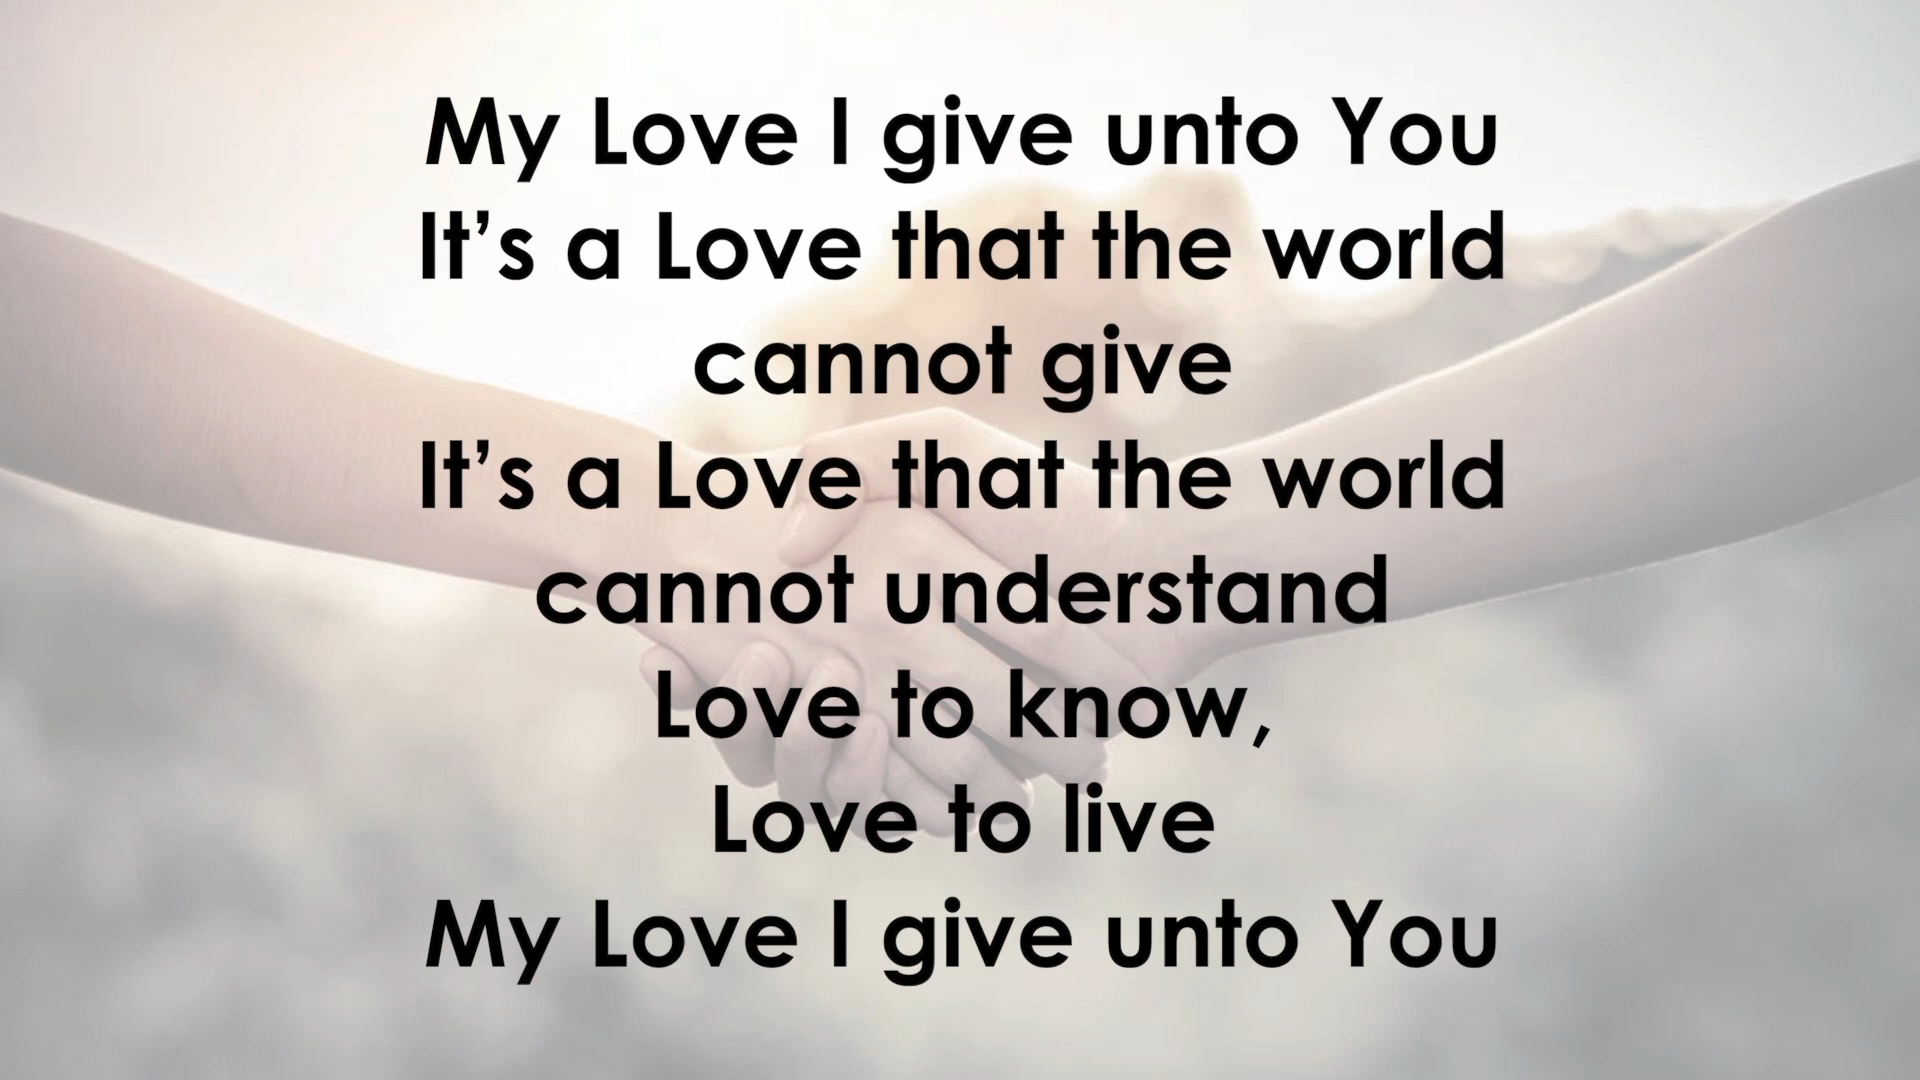 My Love I give unto You
It’s a Love that the world
cannot give
It’s a Love that the world
cannot understand
Love to know,
Love to live
My Love I give unto You